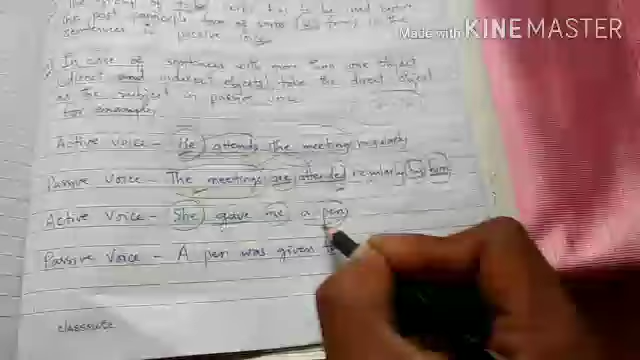 Made with KINEMASTER
the past participle form of verbs in the
sentences in passive voice
In case of sentences with more than one object
(direct and indirect objects) take the direct object
as the subject in passive voice
for example,
Active voice - He attends the meeting regularly
Passive voice - The meetings are attended regularly by him
Active voice - She gave me a pen
Passive voice - A pen was given
classmate